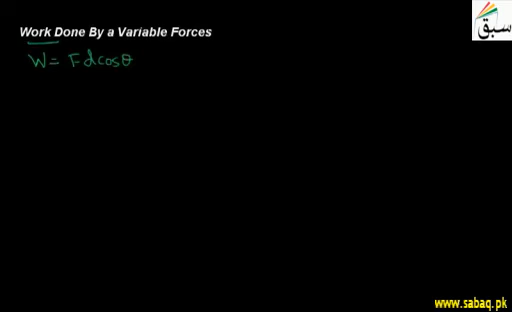 Work Done By a Variable Forces
سبق
W= Fdcosθ
www.sabaq.pk